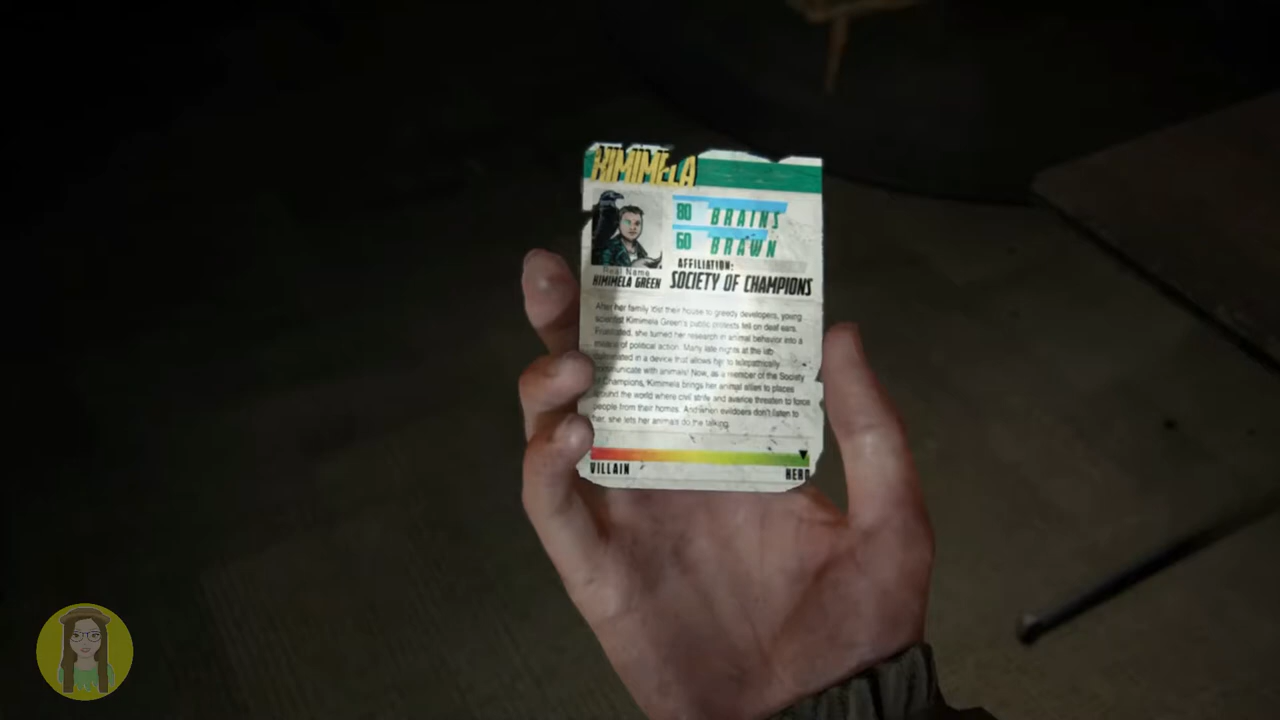 KIMIMELA
80 BRAINS
60 BRAWN
AFFILIATION:
SOCIETY OF CHAMPIONS
Real Name
KIMIMELA GREEN
After her family lost their house to greedy developers, young
scientist Kimimela Green's public protests fell on deaf ears.
Frustrated, she turned her research in animal behavior into a
means of political action. Many late nights at the lab
culminated in a device that allows her to telepathically
communicate with animals! Now, as a member of the Society
of Champions, Kimimela brings her animal allies to places
around the world where civil strife and avarice threaten to force
people from their homes. And when evildoers don't listen to
her, she lets her animals do the talking.
VILLAIN
HERO